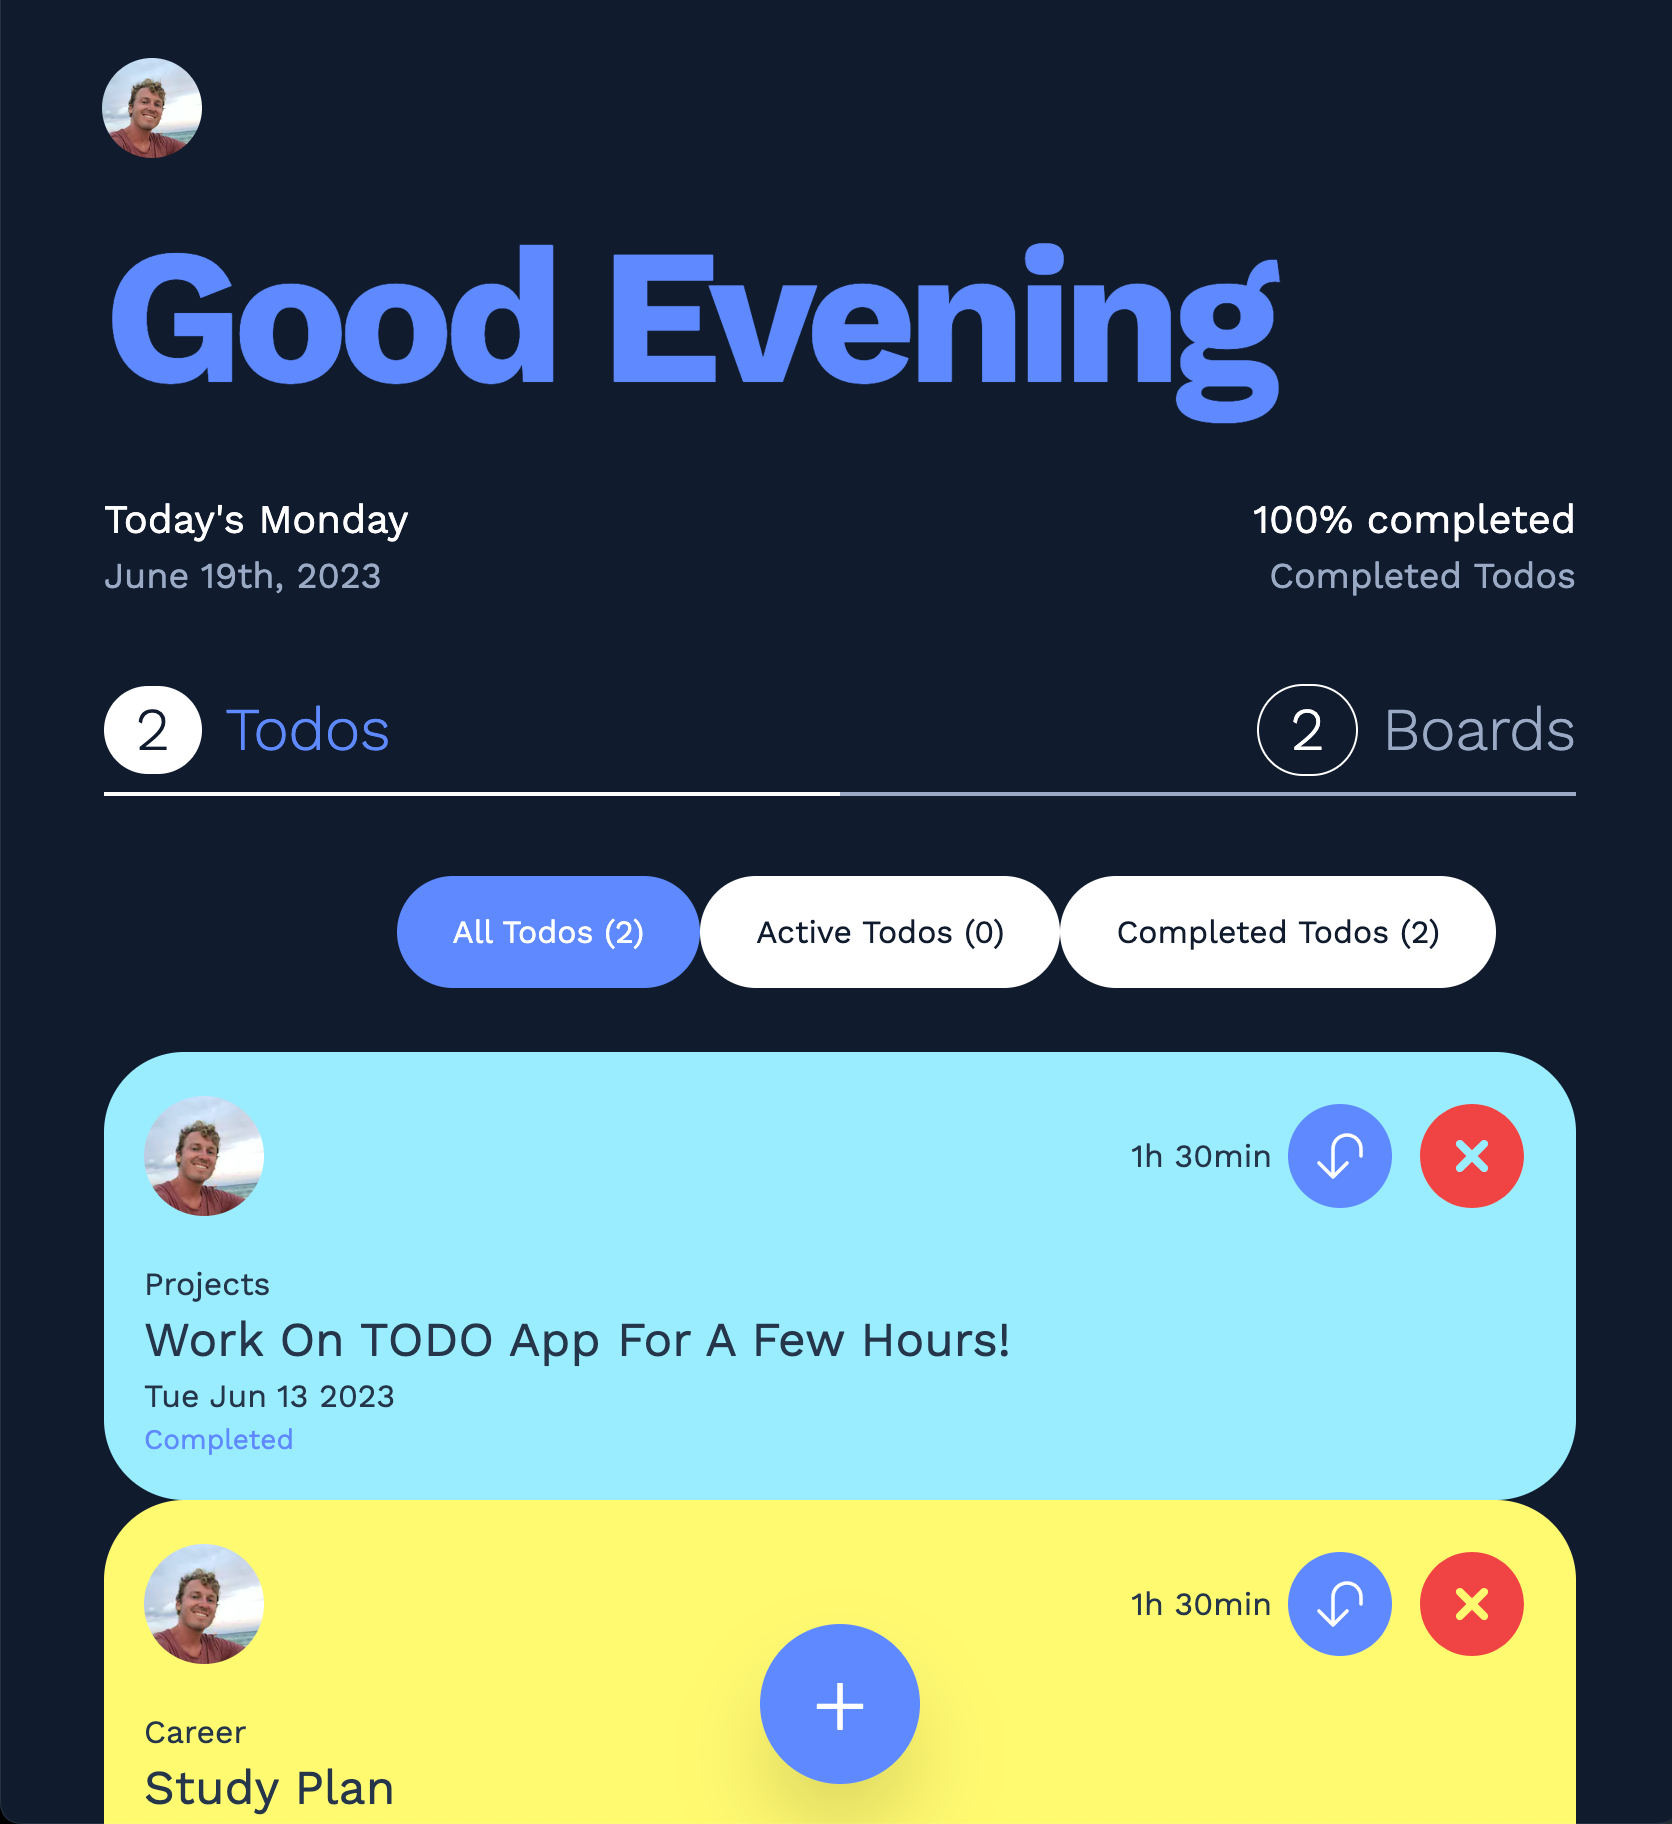 Good Evening
Today's Monday
100% completed
June 19th, 2023
Completed Todos
2 Todos
2 Boards
All Todos (2)
Active Todos (0)
Completed Todos (2)
1h 30min
Projects
Work On TODO App For A Few Hours!
Tue Jun 13 2023
Completed
1h 30min
Career
Study Plan